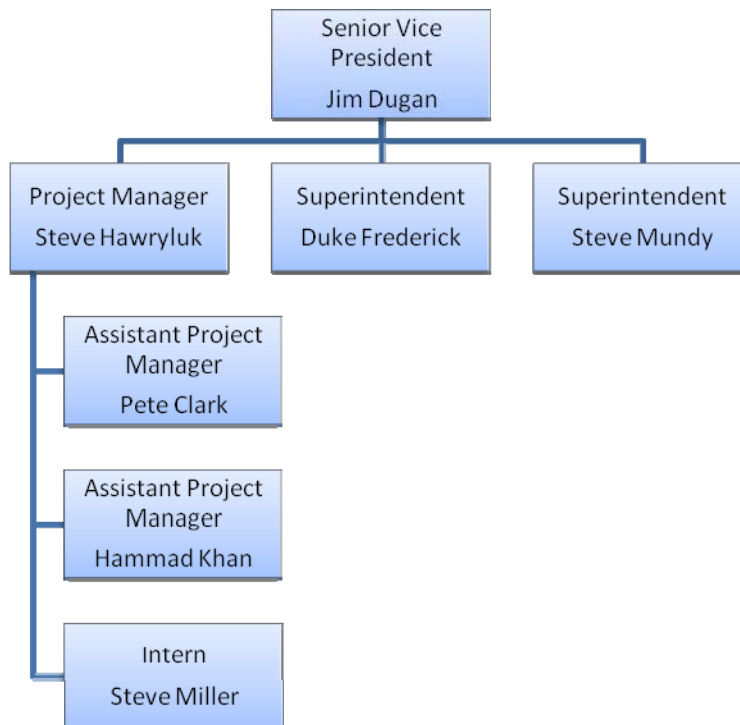 Senior Vice
President
Jim Dugan
Project Manager
Steve Hawryluk
Superintendent
Duke Frederick
Superintendent
Steve Mundy
Assistant Project
Manager
Pete Clark
Assistant Project
Manager
Hammad Khan
Intern
Steve Miller